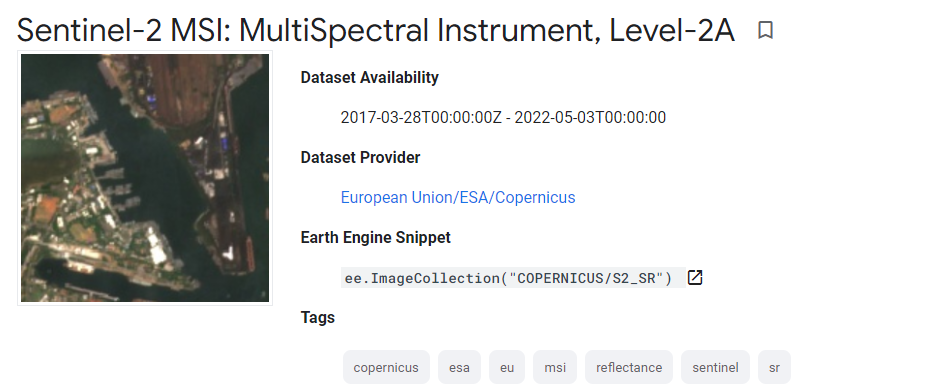 Sentinel-2 MSI: MultiSpectral Instrument, Level-2A
Dataset Availability
2017-03-28T00:00:00Z - 2022-05-03T00:00:00
Dataset Provider
European Union/ESA/Copernicus
Earth Engine Snippet
ee.ImageCollection("COPERNICUS/S2_SR")
Tags
copernicus esa eu msi reflectance sentinel sr